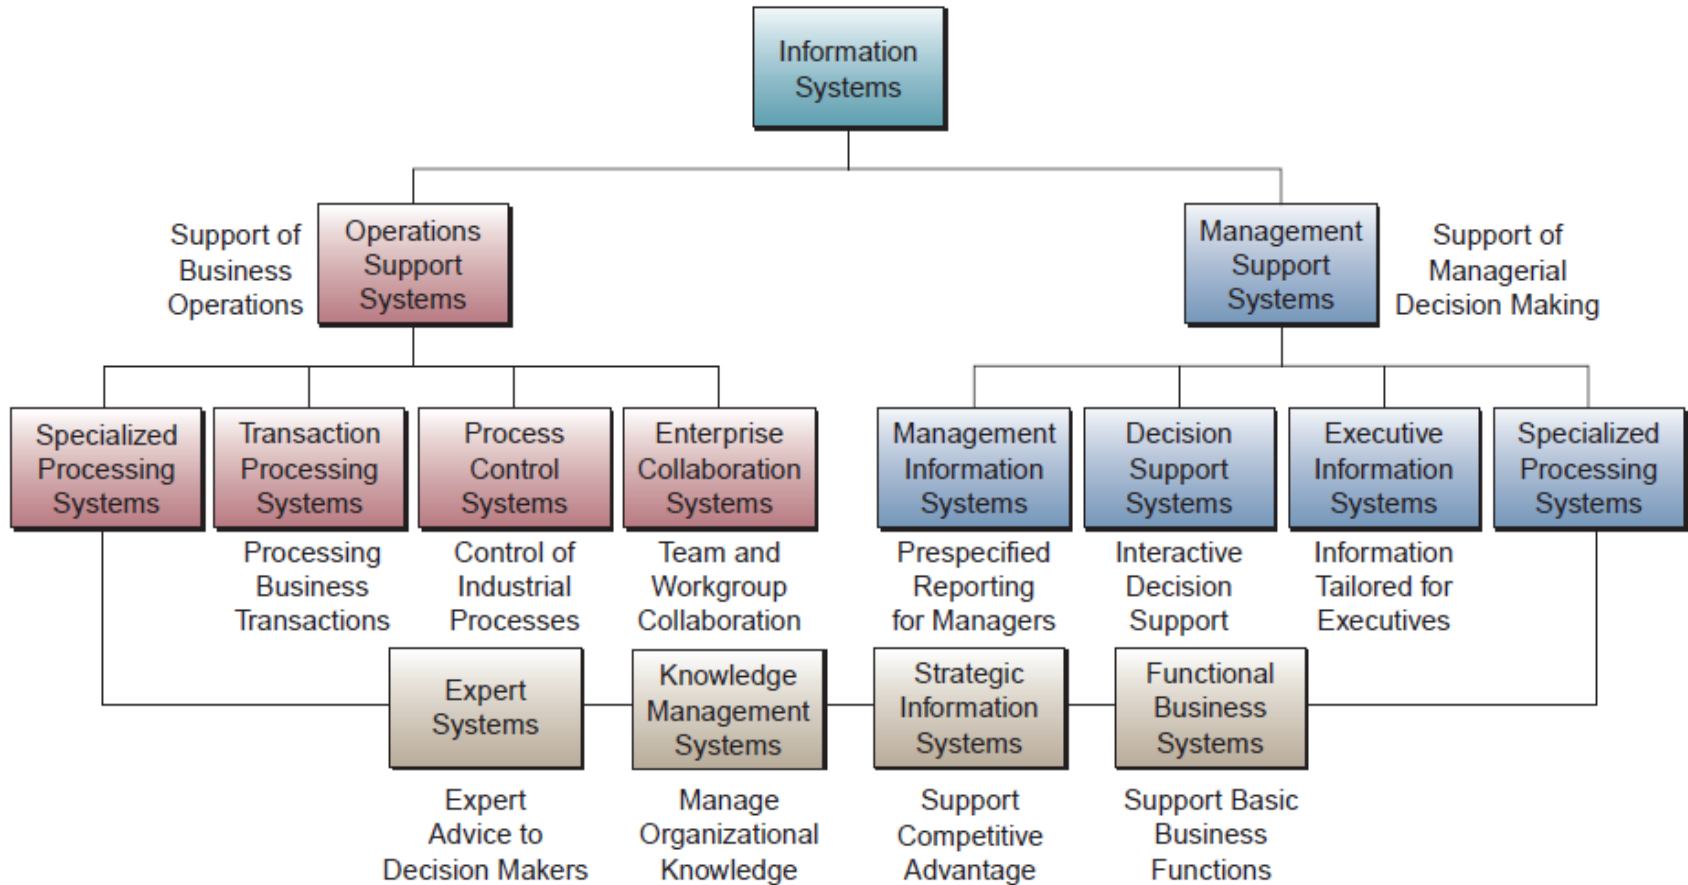 Information
Systems
Support of
Business
Operations
Operations
Support
Systems
Management
Support
Systems
Support of
Managerial
Decision Making
Specialized
Processing
Systems
Transaction
Processing
Systems
Process
Control
Systems
Enterprise
Collaboration
Systems
Management
Information
Systems
Decision
Support
Systems
Executive
Information
Systems
Specialized
Processing
Systems
Processing
Business
Transactions
Control of
Industrial
Processes
Team and
Workgroup
Collaboration
Prespecified
Reporting
for Managers
Interactive
Decision
Support
Information
Tailored for
Executives
Expert
Systems
Knowledge
Management
Systems
Strategic
Information
Systems
Functional
Business
Systems
Expert
Advice to
Decision Makers
Manage
Organizational
Knowledge
Support
Competitive
Advantage
Support Basic
Business
Functions